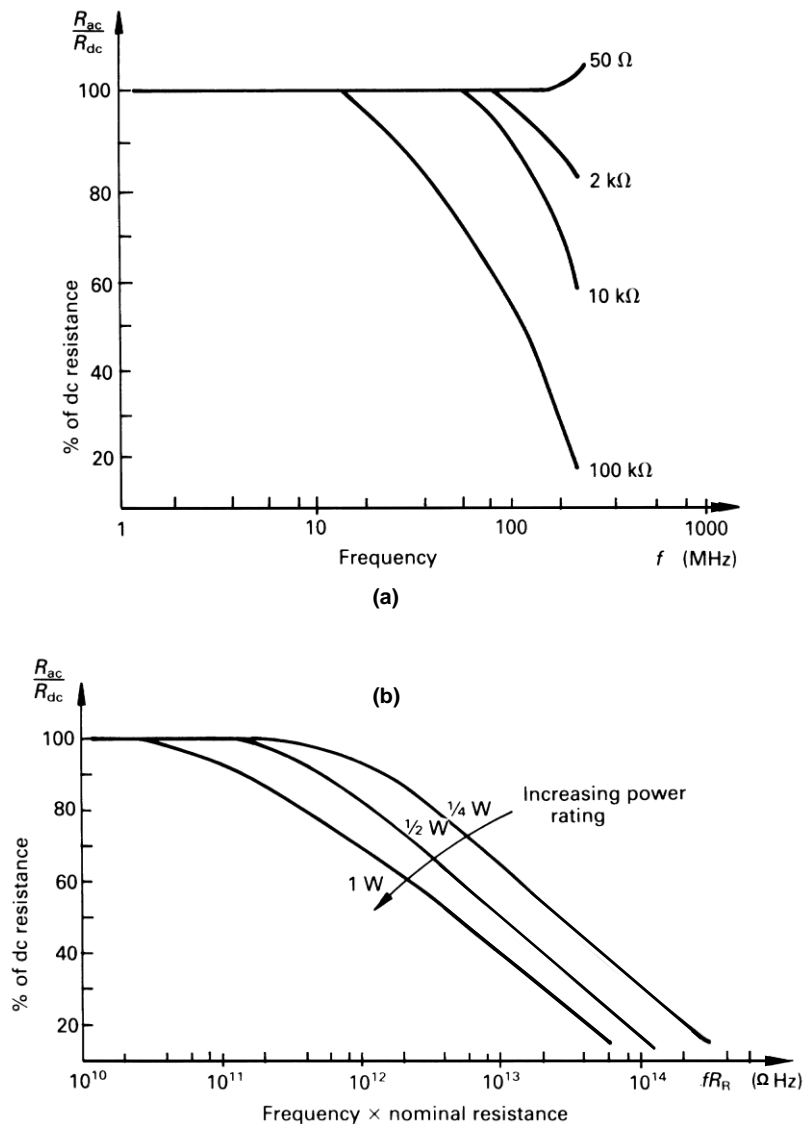 R_ac
R_dc
50 Ω
100
2 kΩ
80
60
10 kΩ
40
20
100 kΩ
% of dc resistance
1 10 100 1000
Frequency f (MHz)
(a)
R_ac
R_dc
(b)
100
Increasing power
rating
80
¼ W
½ W
60
1 W
40
20
% of dc resistance
10^10 10^11 10^12 10^13 10^14 fR_R (Ω Hz)
Frequency × nominal resistance